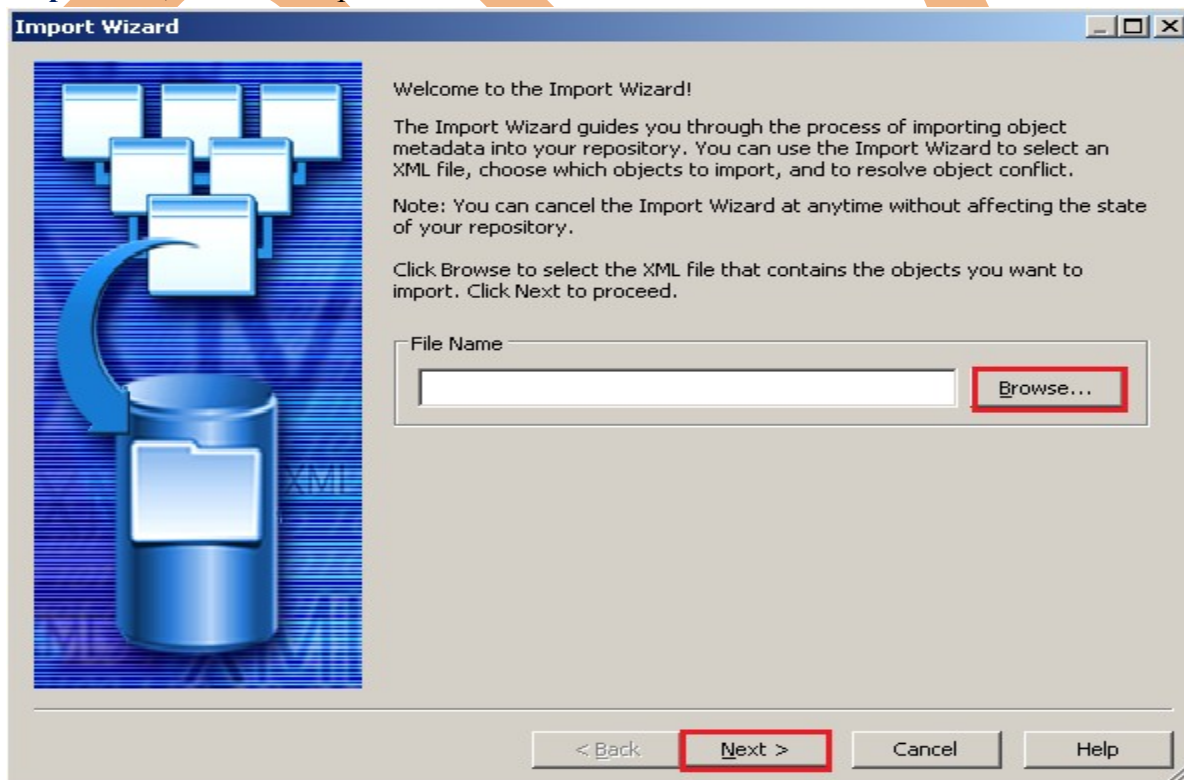 Import Wizard
Welcome to the Import Wizard!
The Import Wizard guides you through the process of importing object
metadata into your repository. You can use the Import Wizard to select an
XML file, choose which objects to import, and to resolve object conflict.
Note: You can cancel the Import Wizard at anytime without affecting the state
of your repository.
Click Browse to select the XML file that contains the objects you want to
import. Click Next to proceed.
File Name
Browse...
XML
< Back
Next >
Cancel
Help